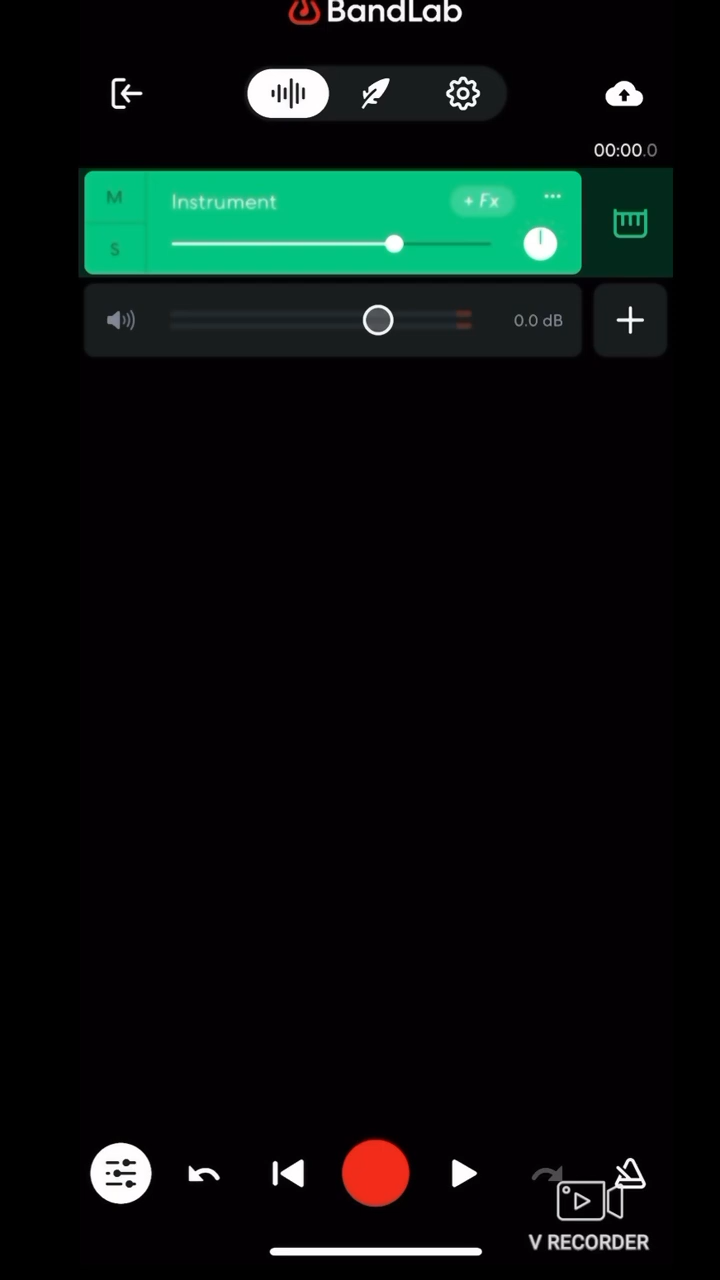 BandLab
00:00.0
M
Instrument
+ Fx
S
0.0 dB
V RECORDER